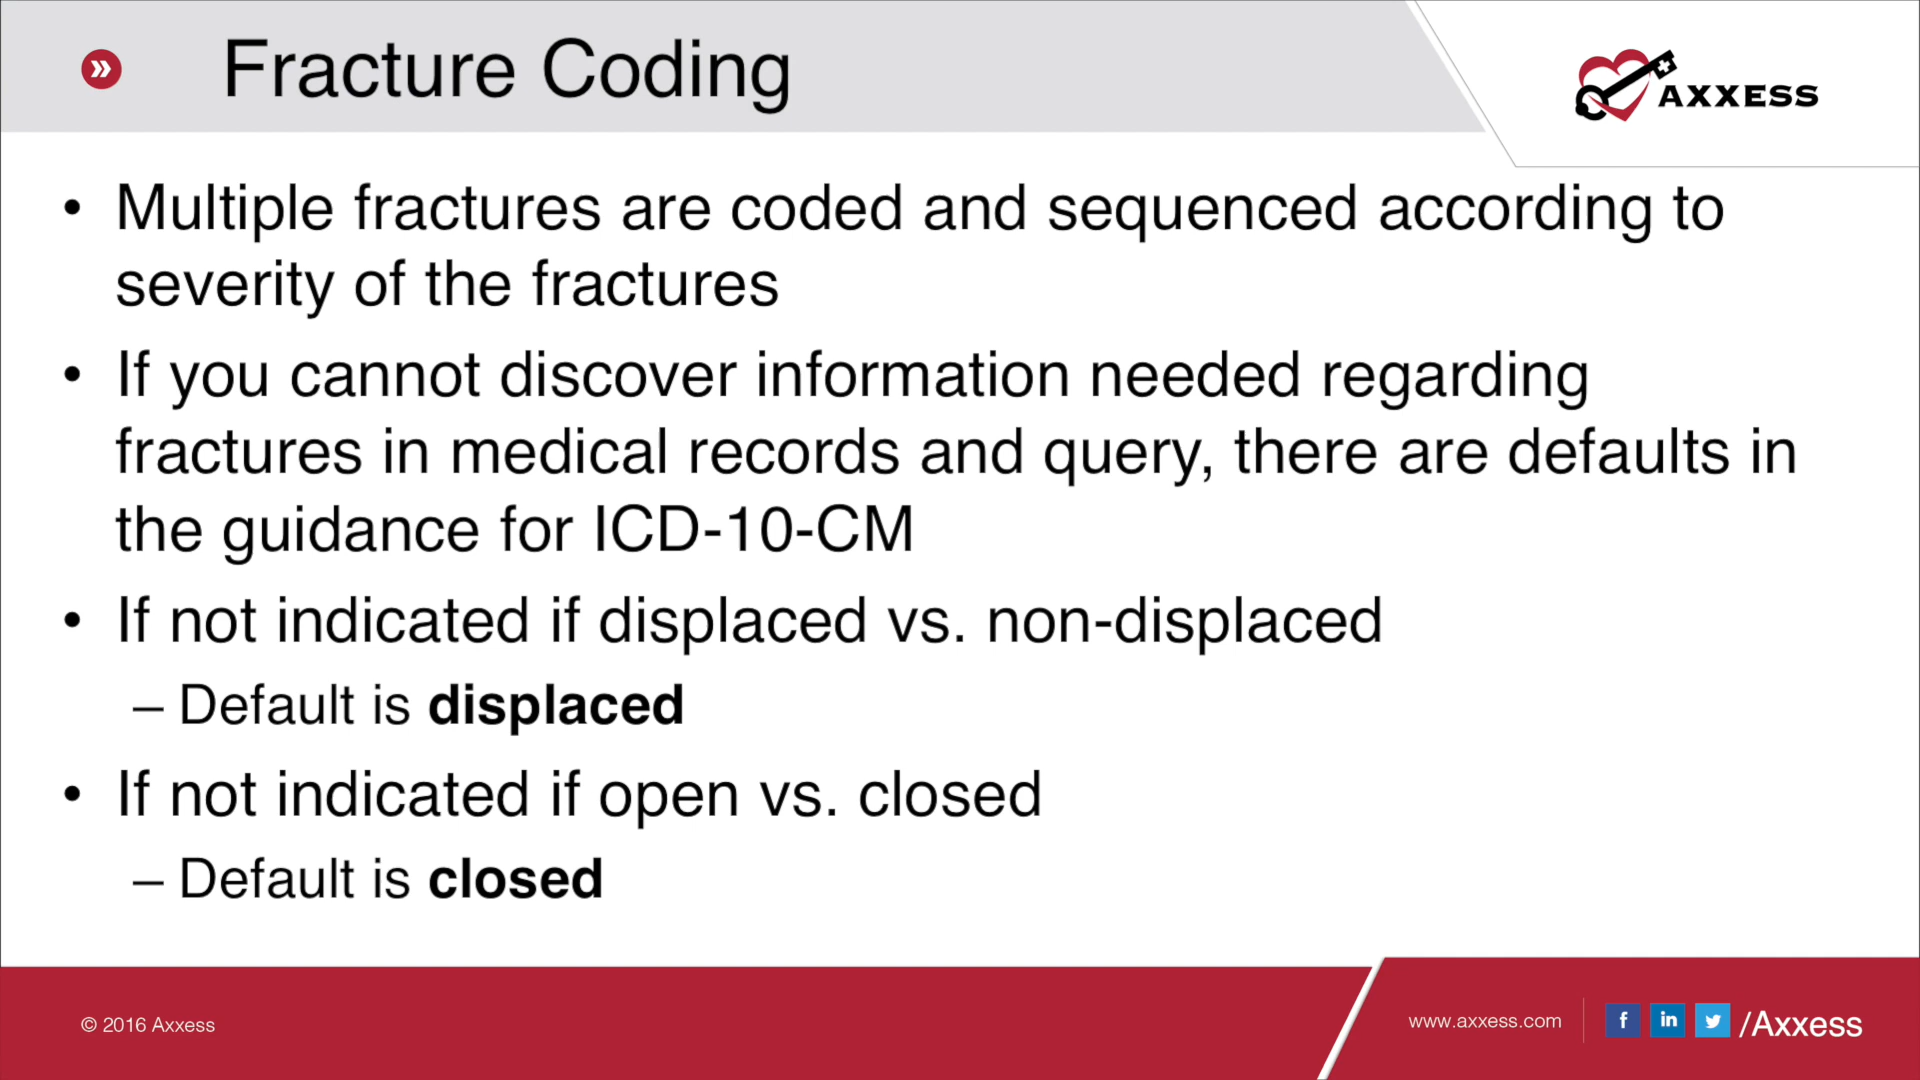 Fracture Coding
AXXESS
• Multiple fractures are coded and sequenced according to
severity of the fractures
• If you cannot discover information needed regarding
fractures in medical records and query, there are defaults in
the guidance for ICD-10-CM
• If not indicated if displaced vs. non-displaced
– Default is displaced
• If not indicated if open vs. closed
– Default is closed
© 2016 Axxess
www.axxess.com
f in /Axxess